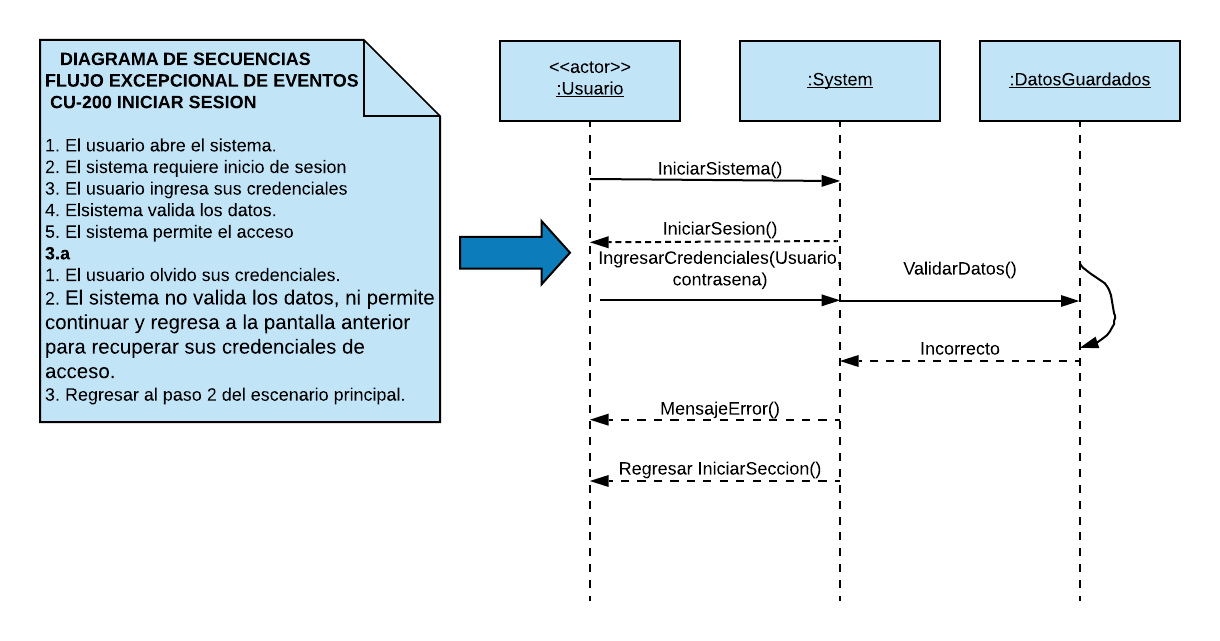 DIAGRAMA DE SECUENCIAS
FLUJO EXCEPCIONAL DE EVENTOS
CU-200 INICIAR SESION
1. El usuario abre el sistema.
2. El sistema requiere inicio de sesion
3. El usuario ingresa sus credenciales
4. Elsistema valida los datos.
5. El sistema permite el acceso
3.a
1. El usuario olvido sus credenciales.
2. El sistema no valida los datos, ni permite
continuar y regresa a la pantalla anterior
para recuperar sus credenciales de
acceso.
3. Regresar al paso 2 del escenario principal.
<<actor>>
:Usuario
:System
:DatosGuardados
IniciarSistema()
IniciarSesion()
IngresarCredenciales(Usuario,
contrasena)
ValidarDatos()
Incorrecto
MensajeError()
Regresar IniciarSeccion()